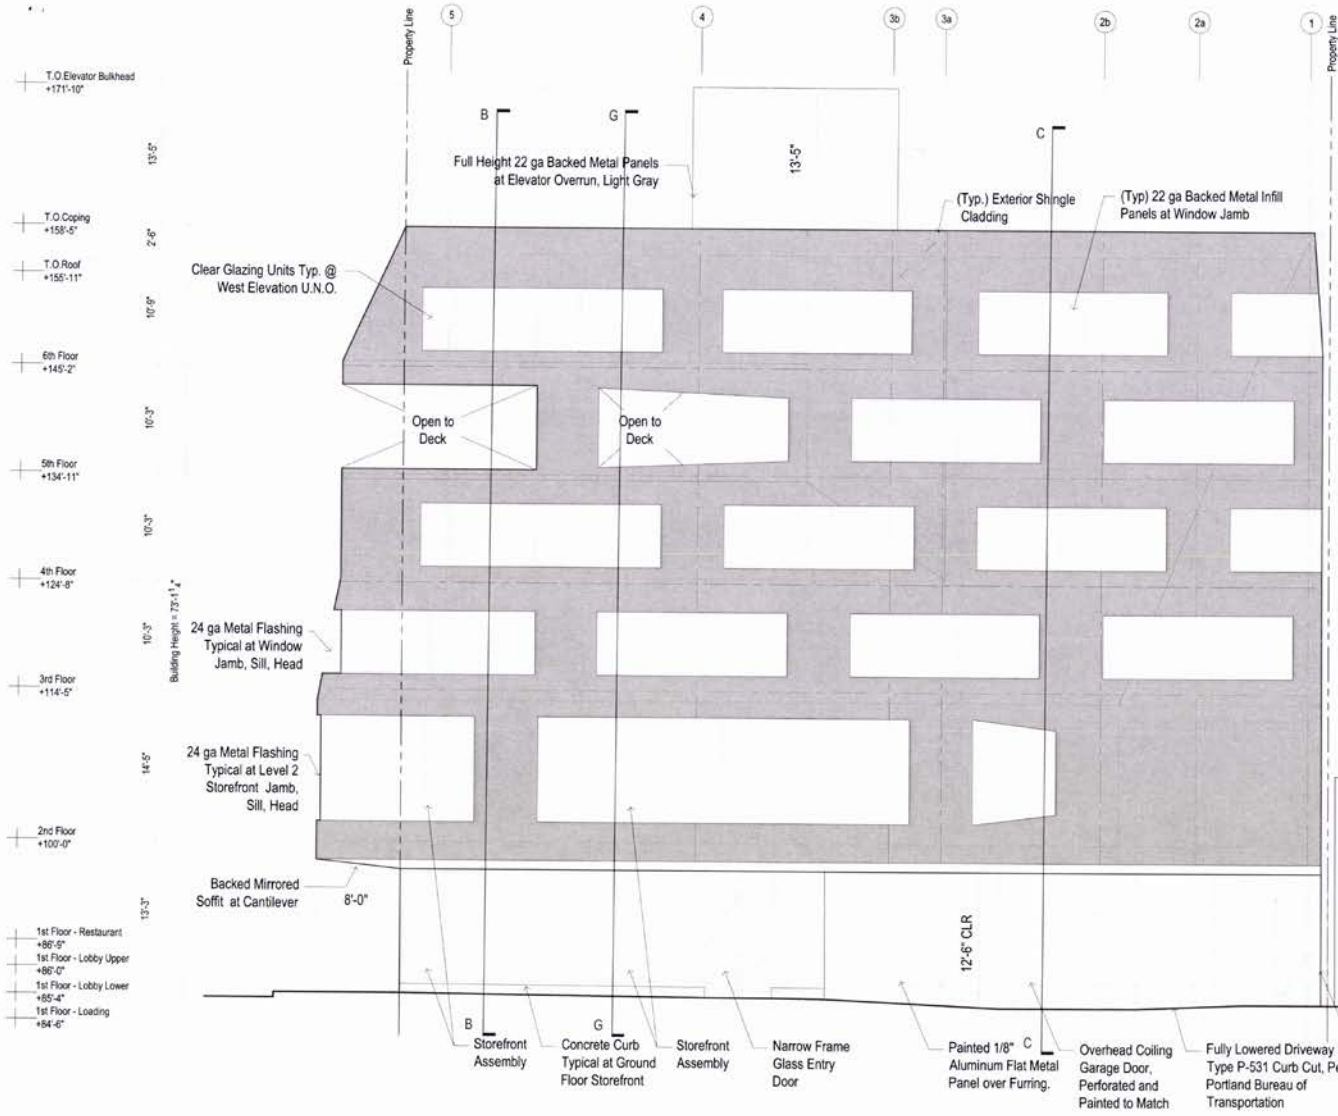 Property Line
5
4
3b
3a
2b
2a
1
Property Line
T.O.Elevator Bulkhead
+171'-10"
13'-5"
T.O.Coping
+158'-5"
2'-6"
T.O.Roof
+155'-11"
10'-9"
6th Floor
+145'-2"
10'-3"
5th Floor
+134'-11"
10'-3"
4th Floor
+124'-8"
10'-3"
Building Height = 73'-1 1/4"
3rd Floor
+114'-5"
14'-5"
2nd Floor
+100'-0"
13'-3"
1st Floor - Restaurant
+86'-9"
1st Floor - Lobby Upper
+86'-0"
1st Floor - Lobby Lower
+85'-4"
1st Floor - Loading
+84'-6"
B
G
C
Full Height 22 ga Backed Metal Panels
at Elevator Overrun, Light Gray
13'-5"
(Typ.) Exterior Shingle
Cladding
(Typ) 22 ga Backed Metal Infill
Panels at Window Jamb
Clear Glazing Units Typ. @
West Elevation U.N.O.
Open to
Deck
Open to
Deck
24 ga Metal Flashing
Typical at Window
Jamb, Sill, Head
24 ga Metal Flashing
Typical at Level 2
Storefront Jamb,
Sill, Head
Backed Mirrored
Soffit at Cantilever
8'-0"
12'-6" CLR
B
G
C
Storefront
Assembly
Concrete Curb
Typical at Ground
Floor Storefront
Storefront
Assembly
Narrow Frame
Glass Entry
Door
Painted 1/8"
Aluminum Flat Metal
Panel over Furring.
Overhead Coiling
Garage Door,
Perforated and
Painted to Match
Fully Lowered Driveway
Type P-531 Curb Cut,
Portland Bureau of
Transportation